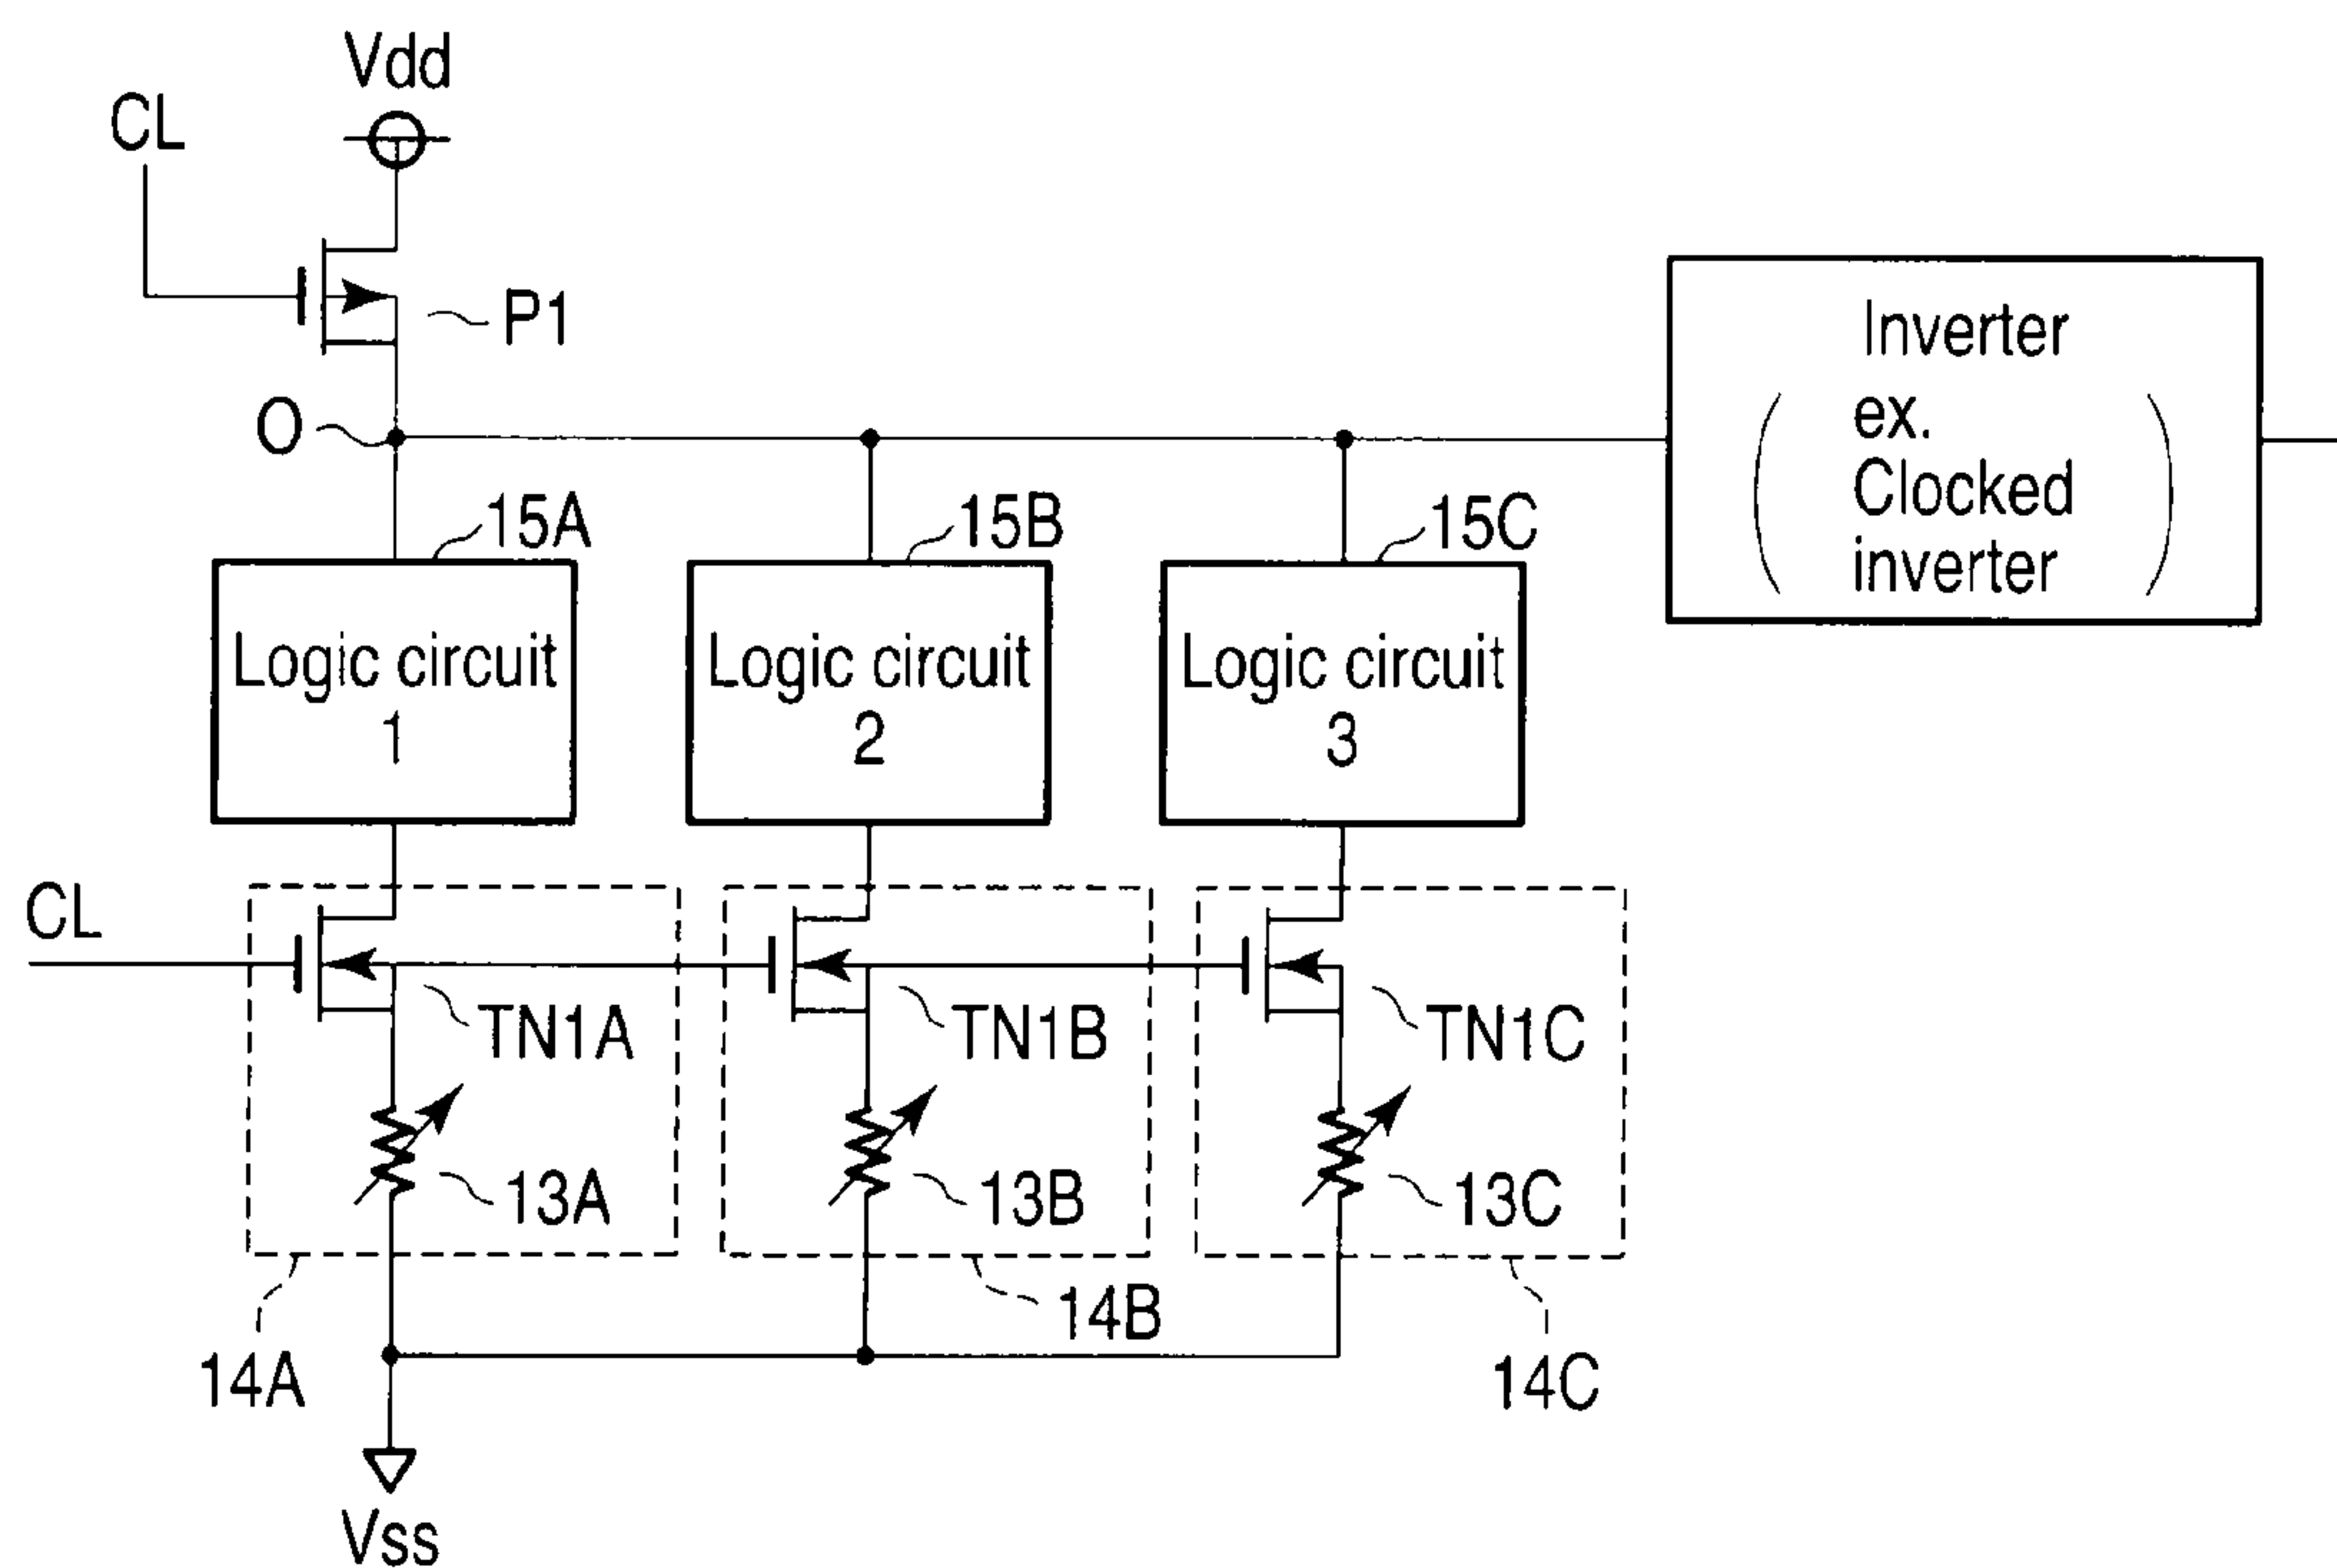 Vdd
CL
P1
O
Inverter
ex.
Clocked
inverter
15A
15B
15C
Logic circuit
1
Logic circuit
2
Logic circuit
3
CL
TN1A
TN1B
TN1C
13A
13B
13C
14A
14B
14C
Vss